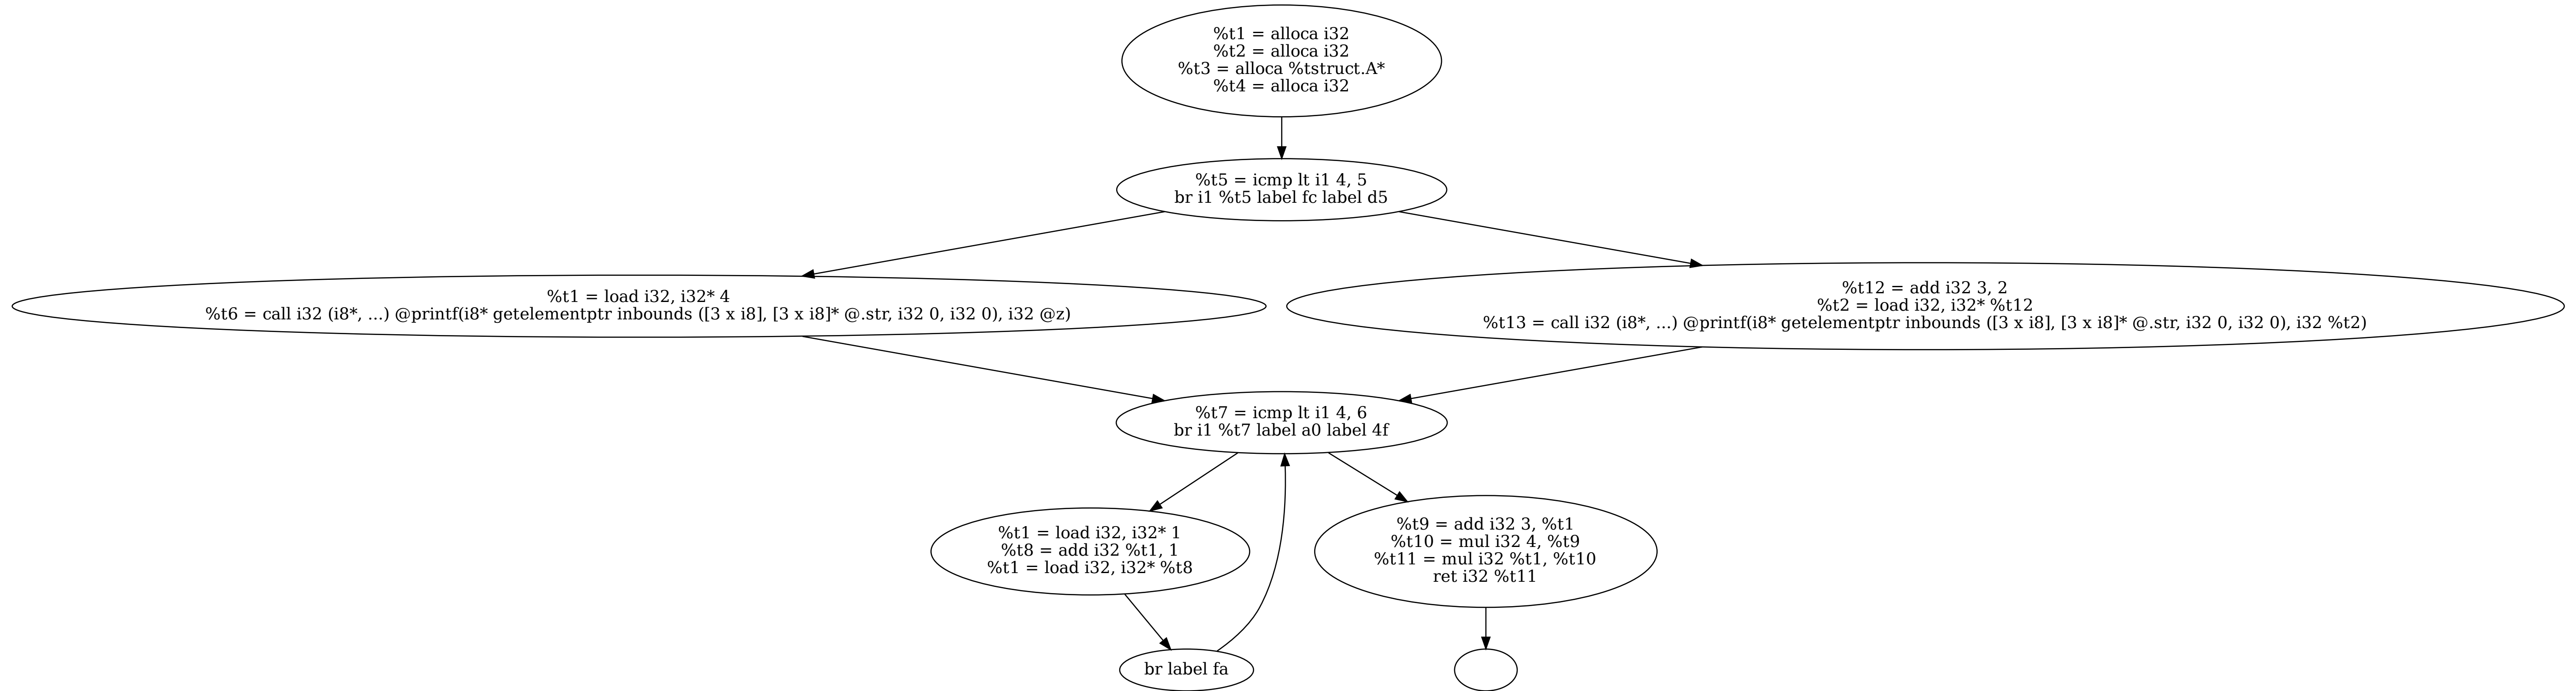 %t1 = alloca i32
%t2 = alloca i32
%t3 = alloca %tstruct.A*
%t4 = alloca i32
%t5 = icmp lt i1 4, 5
br i1 %t5 label fc label d5
%t1 = load i32, i32* 4
%t6 = call i32 (i8*, ...) @printf(i8* getelementptr inbounds ([3 x i8], [3 x i8]* @.str, i32 0, i32 0), i32 @z)
%t12 = add i32 3, 2
%t2 = load i32, i32* %t12
%t13 = call i32 (i8*, ...) @printf(i8* getelementptr inbounds ([3 x i8], [3 x i8]* @.str, i32 0, i32 0), i32 %t2)
%t7 = icmp lt i1 4, 6
br i1 %t7 label a0 label 4f
%t1 = load i32, i32* 1
%t8 = add i32 %t1, 1
%t1 = load i32, i32* %t8
%t9 = add i32 3, %t1
%t10 = mul i32 4, %t9
%t11 = mul i32 %t1, %t10
ret i32 %t11
br label fa